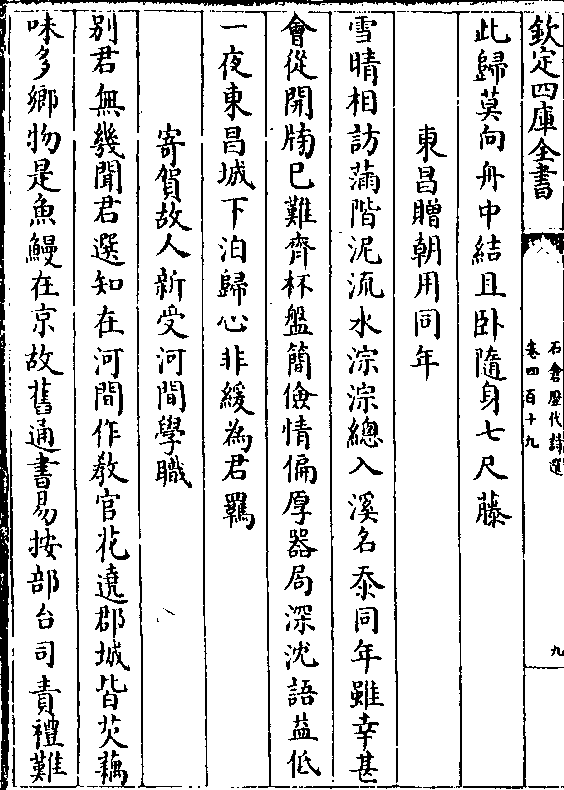 欽定四庫全書
石倉歷代詩選
卷四百十九
九
此歸莫向舟中結且卧隨身七尺藤
東昌贈朝用同年
雪晴相訪滿階泥流水淙淙總入溪名忝同年雖幸甚
會從開牖已難齊杯盤簡儉情偏厚器局深沈語益低
一夜東昌城下泊歸心非緩為君羈
寄賀故人新受河間學職
别君無幾聞君選知在河間作教官花遶郡城皆芡藕
味多鄉物是魚鰻在京故舊通書易按部台司責禮難